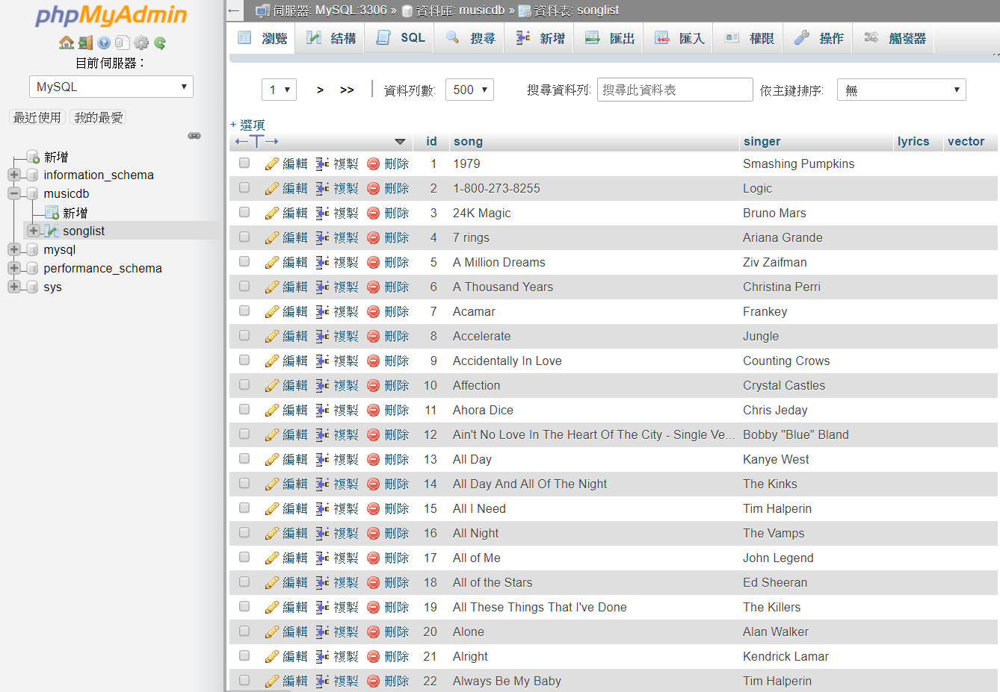 phpMyAdmin
目前伺服器：
MySQL
最近使用 我的最愛
新增
information_schema
musicdb
新增
songlist
mysql
performance_schema
sys
← 伺服器: MySQL:3306 » 資料庫: musicdb » 資料表: songlist
瀏覽 結構 SQL 搜尋 新增 匯出 匯入 權限 操作 觸發器
1 > >> 資料列數: 500 搜尋資料列: 搜尋此資料表 依主鍵排序: 無
+ 選項
←T→ id song singer lyrics vector
編輯 複製 刪除 1 1979 Smashing Pumpkins
編輯 複製 刪除 2 1-800-273-8255 Logic
編輯 複製 刪除 3 24K Magic Bruno Mars
編輯 複製 刪除 4 7 rings Ariana Grande
編輯 複製 刪除 5 A Million Dreams Ziv Zaifman
編輯 複製 刪除 6 A Thousand Years Christina Perri
編輯 複製 刪除 7 Acamar Frankey
編輯 複製 刪除 8 Accelerate Jungle
編輯 複製 刪除 9 Accidentally In Love Counting Crows
編輯 複製 刪除 10 Affection Crystal Castles
編輯 複製 刪除 11 Ahora Dice Chris Jeday
編輯 複製 刪除 12 Ain't No Love In The Heart Of The City - Single Ve... Bobby "Blue" Bland
編輯 複製 刪除 13 All Day Kanye West
編輯 複製 刪除 14 All Day And All Of The Night The Kinks
編輯 複製 刪除 15 All I Need Tim Halperin
編輯 複製 刪除 16 All Night The Vamps
編輯 複製 刪除 17 All of Me John Legend
編輯 複製 刪除 18 All of the Stars Ed Sheeran
編輯 複製 刪除 19 All These Things That I've Done The Killers
編輯 複製 刪除 20 Alone Alan Walker
編輯 複製 刪除 21 Alright Kendrick Lamar
編輯 複製 刪除 22 Always Be My Baby Tim Halperin